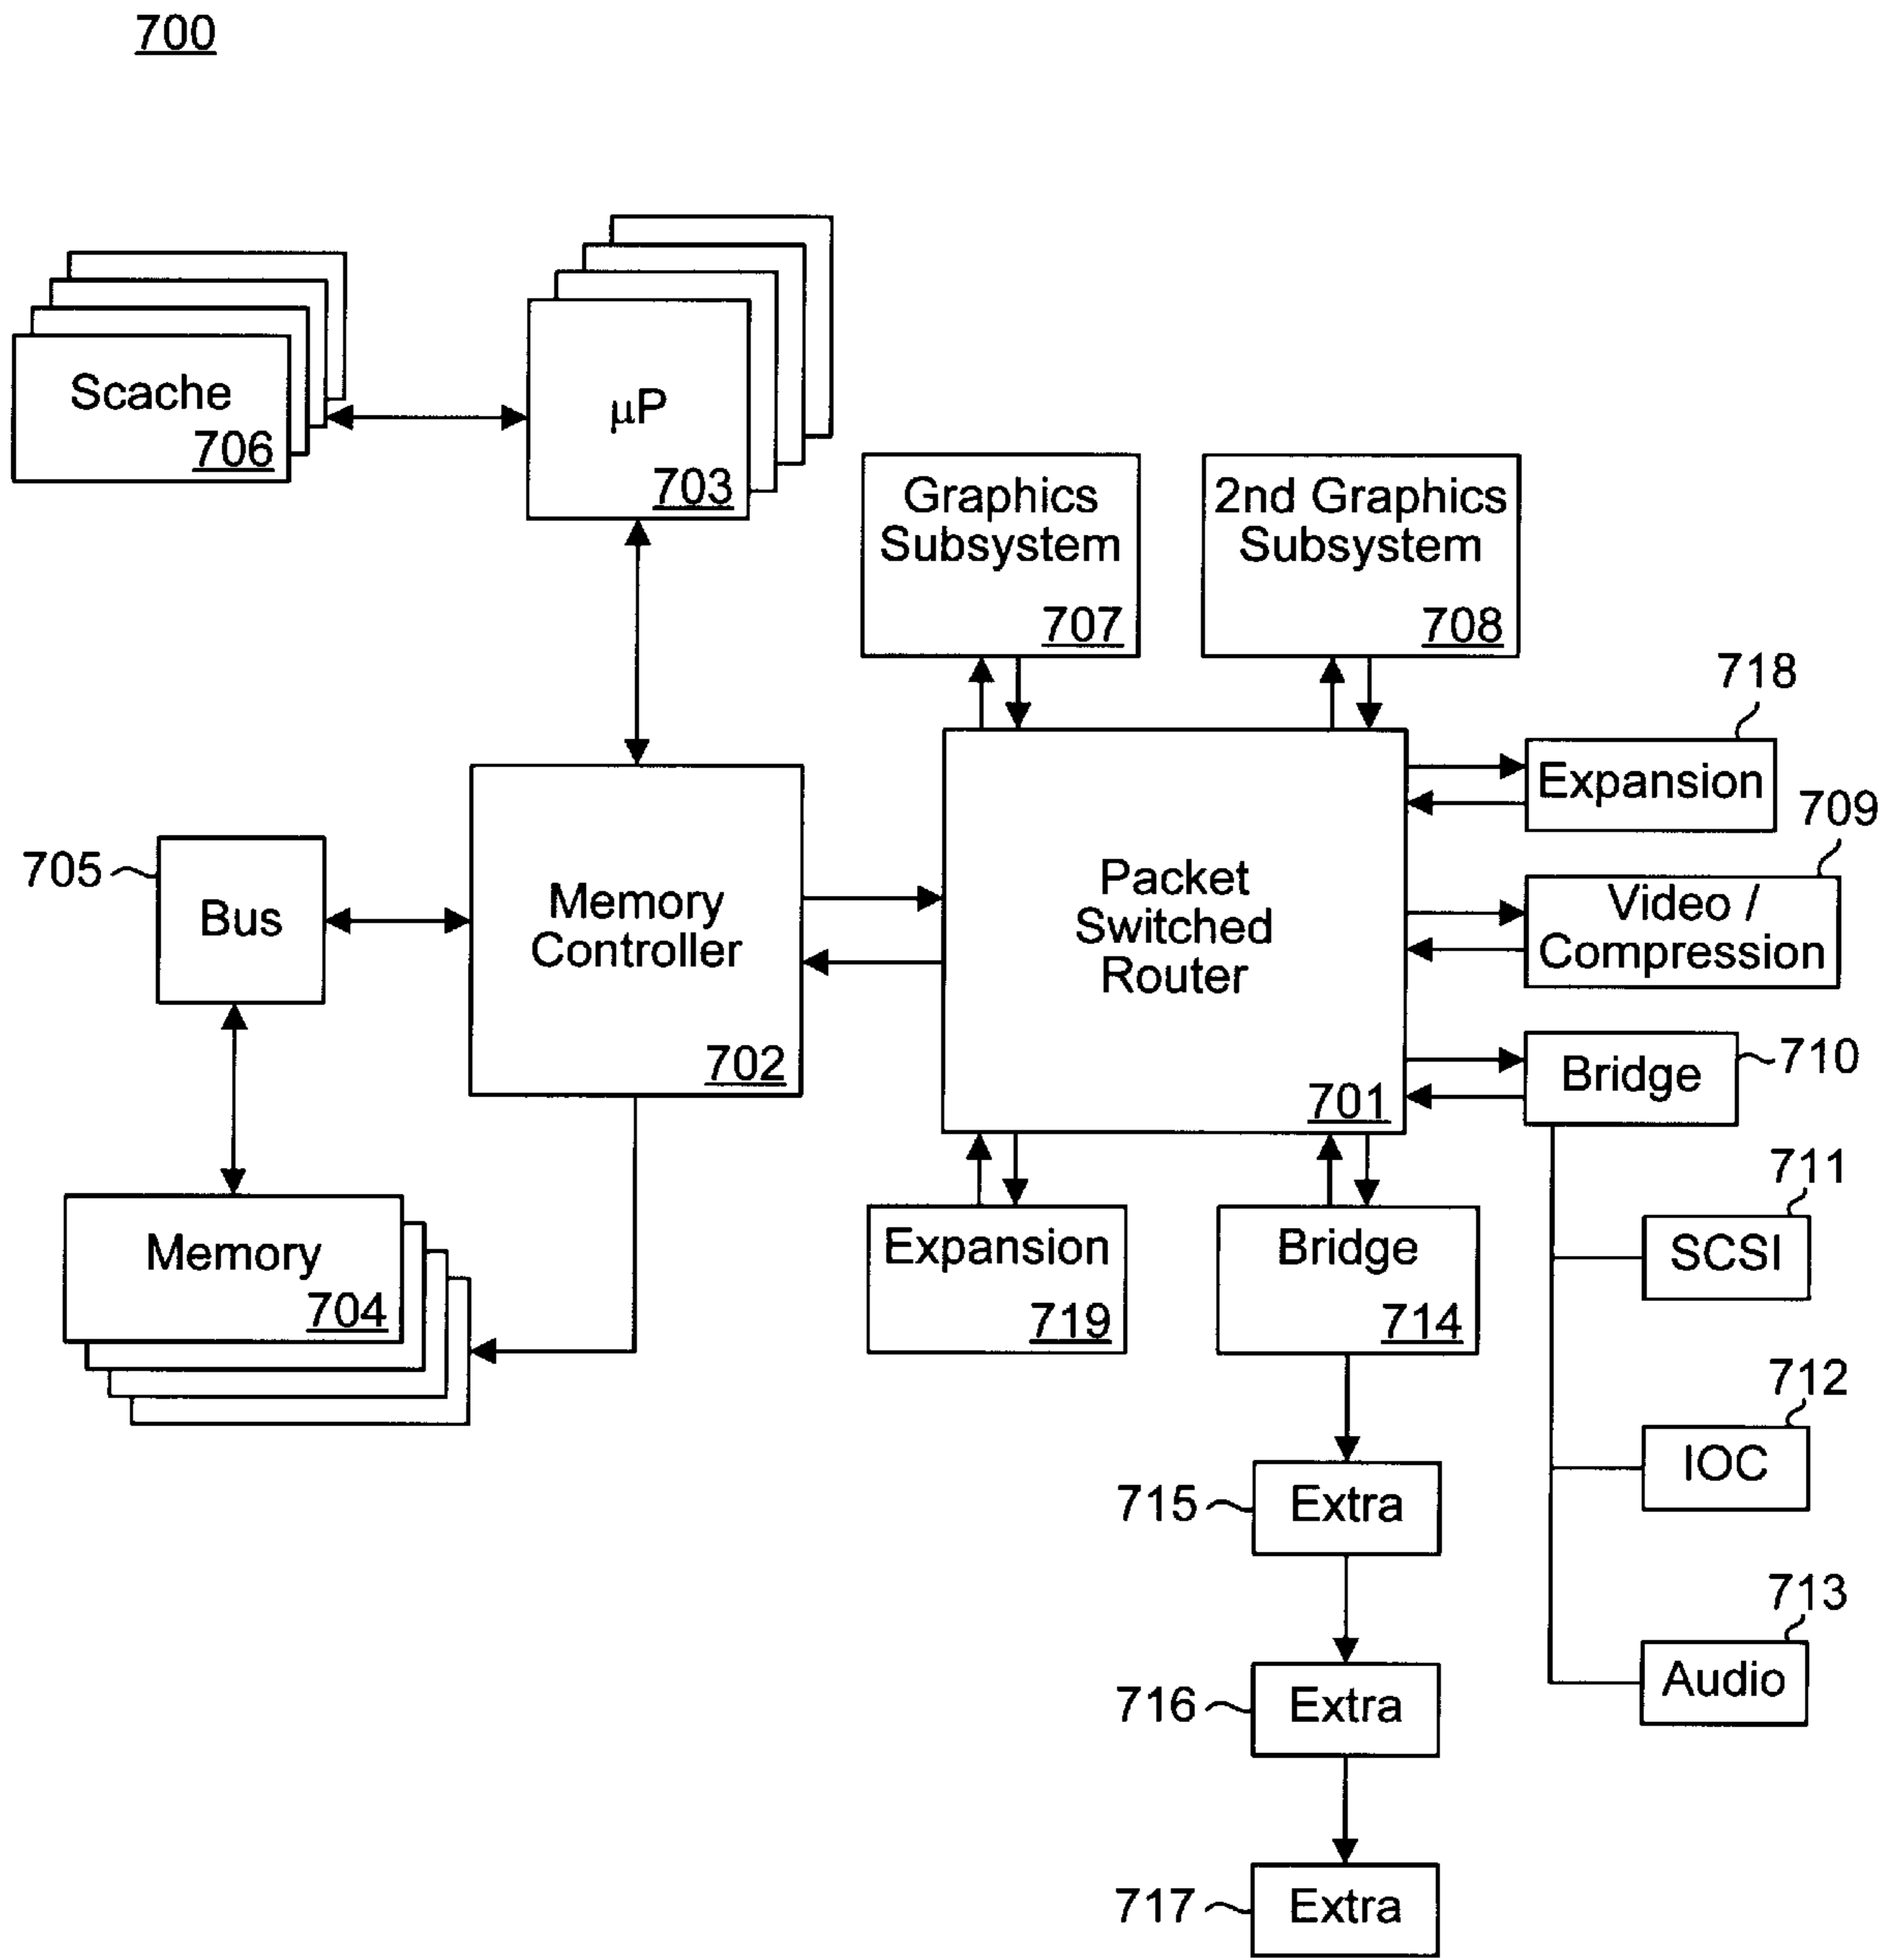 700
Scache
706
µP
703
Graphics
Subsystem
707
2nd Graphics
Subsystem
708
718
Expansion
709
Video /
Compression
705
Bus
Memory
Controller
702
Packet
Switched
Router
701
Bridge
710
711
SCSI
Memory
704
Expansion
719
Bridge
714
712
IOC
715
Extra
713
Audio
716
Extra
717
Extra